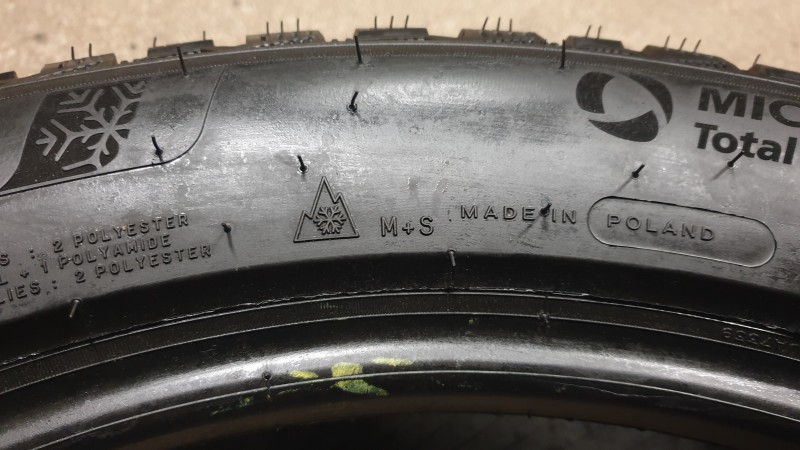 MIC
Total
MADE IN POLAND
M+S
S : 2 POLYESTER
L + 1 POLYAMIDE
LIES : 2 POLYESTER